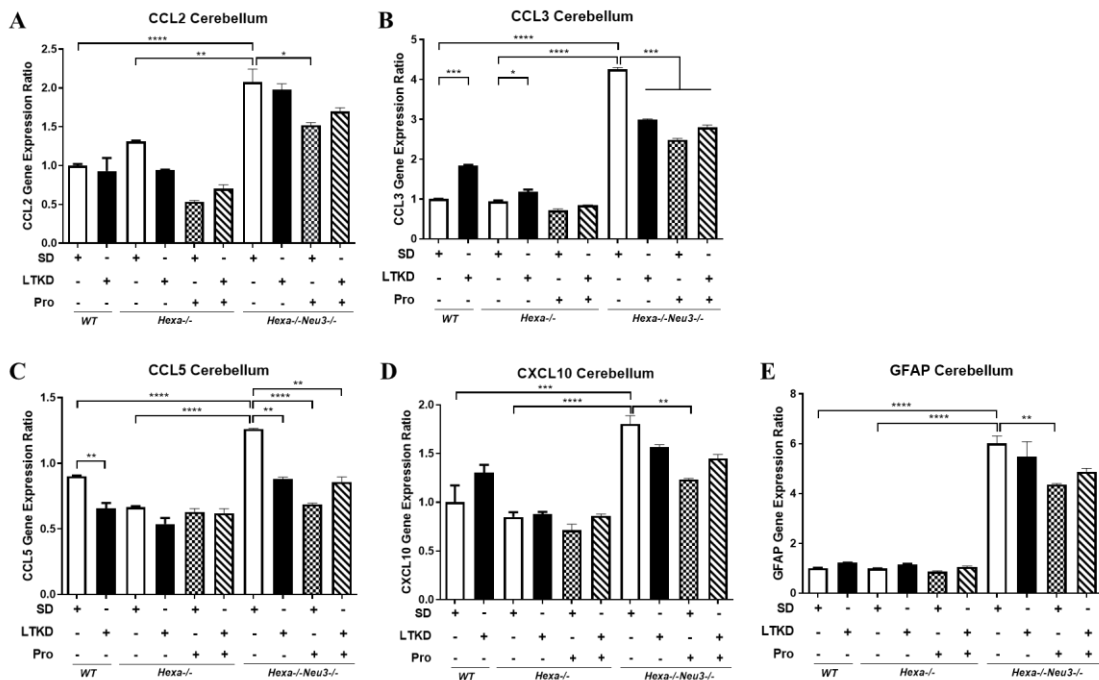 A
CCL2 Cerebellum
****
**
*
CCL2 Gene Expression Ratio
2.5
2.0
1.5
1.0
0.5
0.0
SD + - + - + - + - + -
LTKD - + - + - + - + - +
Pro - - - - + + - - + +
WT Hexa-/- Hexa-/-Neu3-/-
B
CCL3 Cerebellum
****
****
***
***
*
CCL3 Gene Expression Ratio
5
4
3
2
1
0
SD + - + - + - + - + -
LTKD - + - + - + - + - +
Pro - - - - + + - - + +
WT Hexa-/- Hexa-/-Neu3-/-
C
CCL5 Cerebellum
**
****
****
****
**
**
CCL5 Gene Expression Ratio
1.5
1.0
0.5
0.0
SD + - + - + - + - + -
LTKD - + - + - + - + - +
Pro - - - - + + - - + +
WT Hexa-/- Hexa-/-Neu3-/-
D
CXCL10 Cerebellum
***
****
**
CXCL10 Gene Expression Ratio
2.0
1.5
1.0
0.5
0.0
SD + - + - + - + - + -
LTKD - + - + - + - + - +
Pro - - - - + + - - + +
WT Hexa-/- Hexa-/-Neu3-/-
E
GFAP Cerebellum
****
****
**
GFAP Gene Expression Ratio
8
6
4
2
0
SD + - + - + - + - + -
LTKD - + - + - + - + - +
Pro - - - - + + - - + +
WT Hexa-/- Hexa-/-Neu3-/-